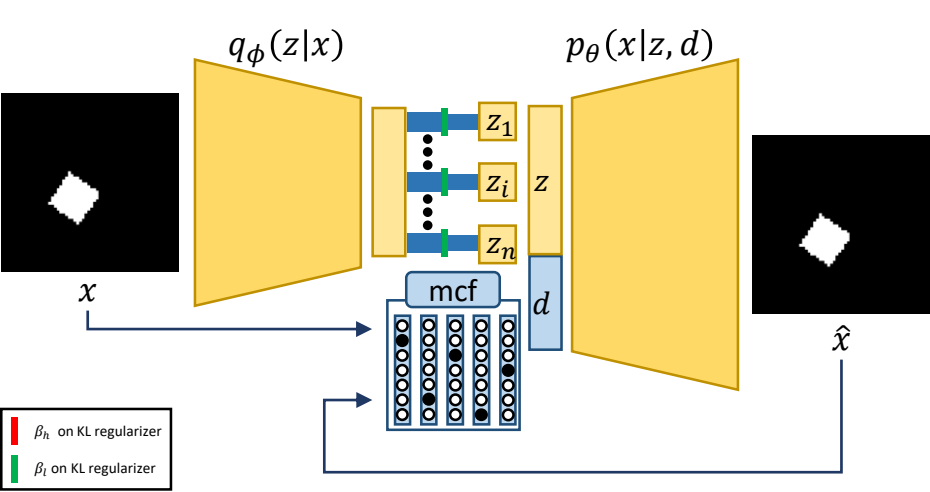 qϕ(z|x)
pθ(x|z, d)
z1
zi
z
zn
mcf
d
x
x̂
βh on KL regularizer
βl on KL regularizer